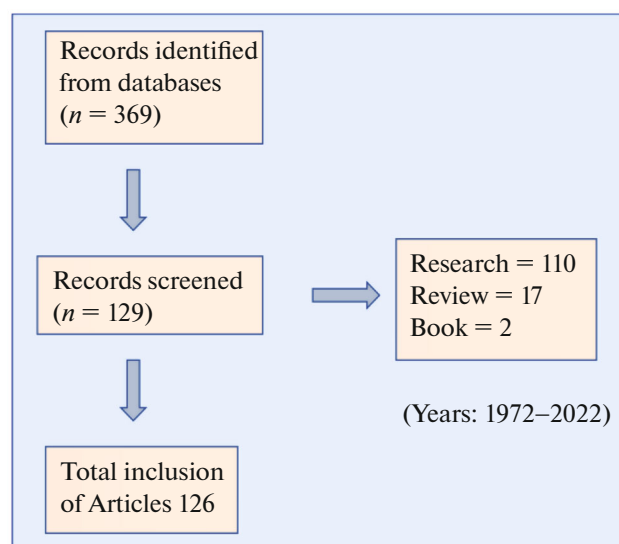 Records identified
from databases
(n = 369)
Records screened
(n = 129)
Research = 110
Review = 17
Book = 2
(Years: 1972–2022)
Total inclusion
of Articles 126